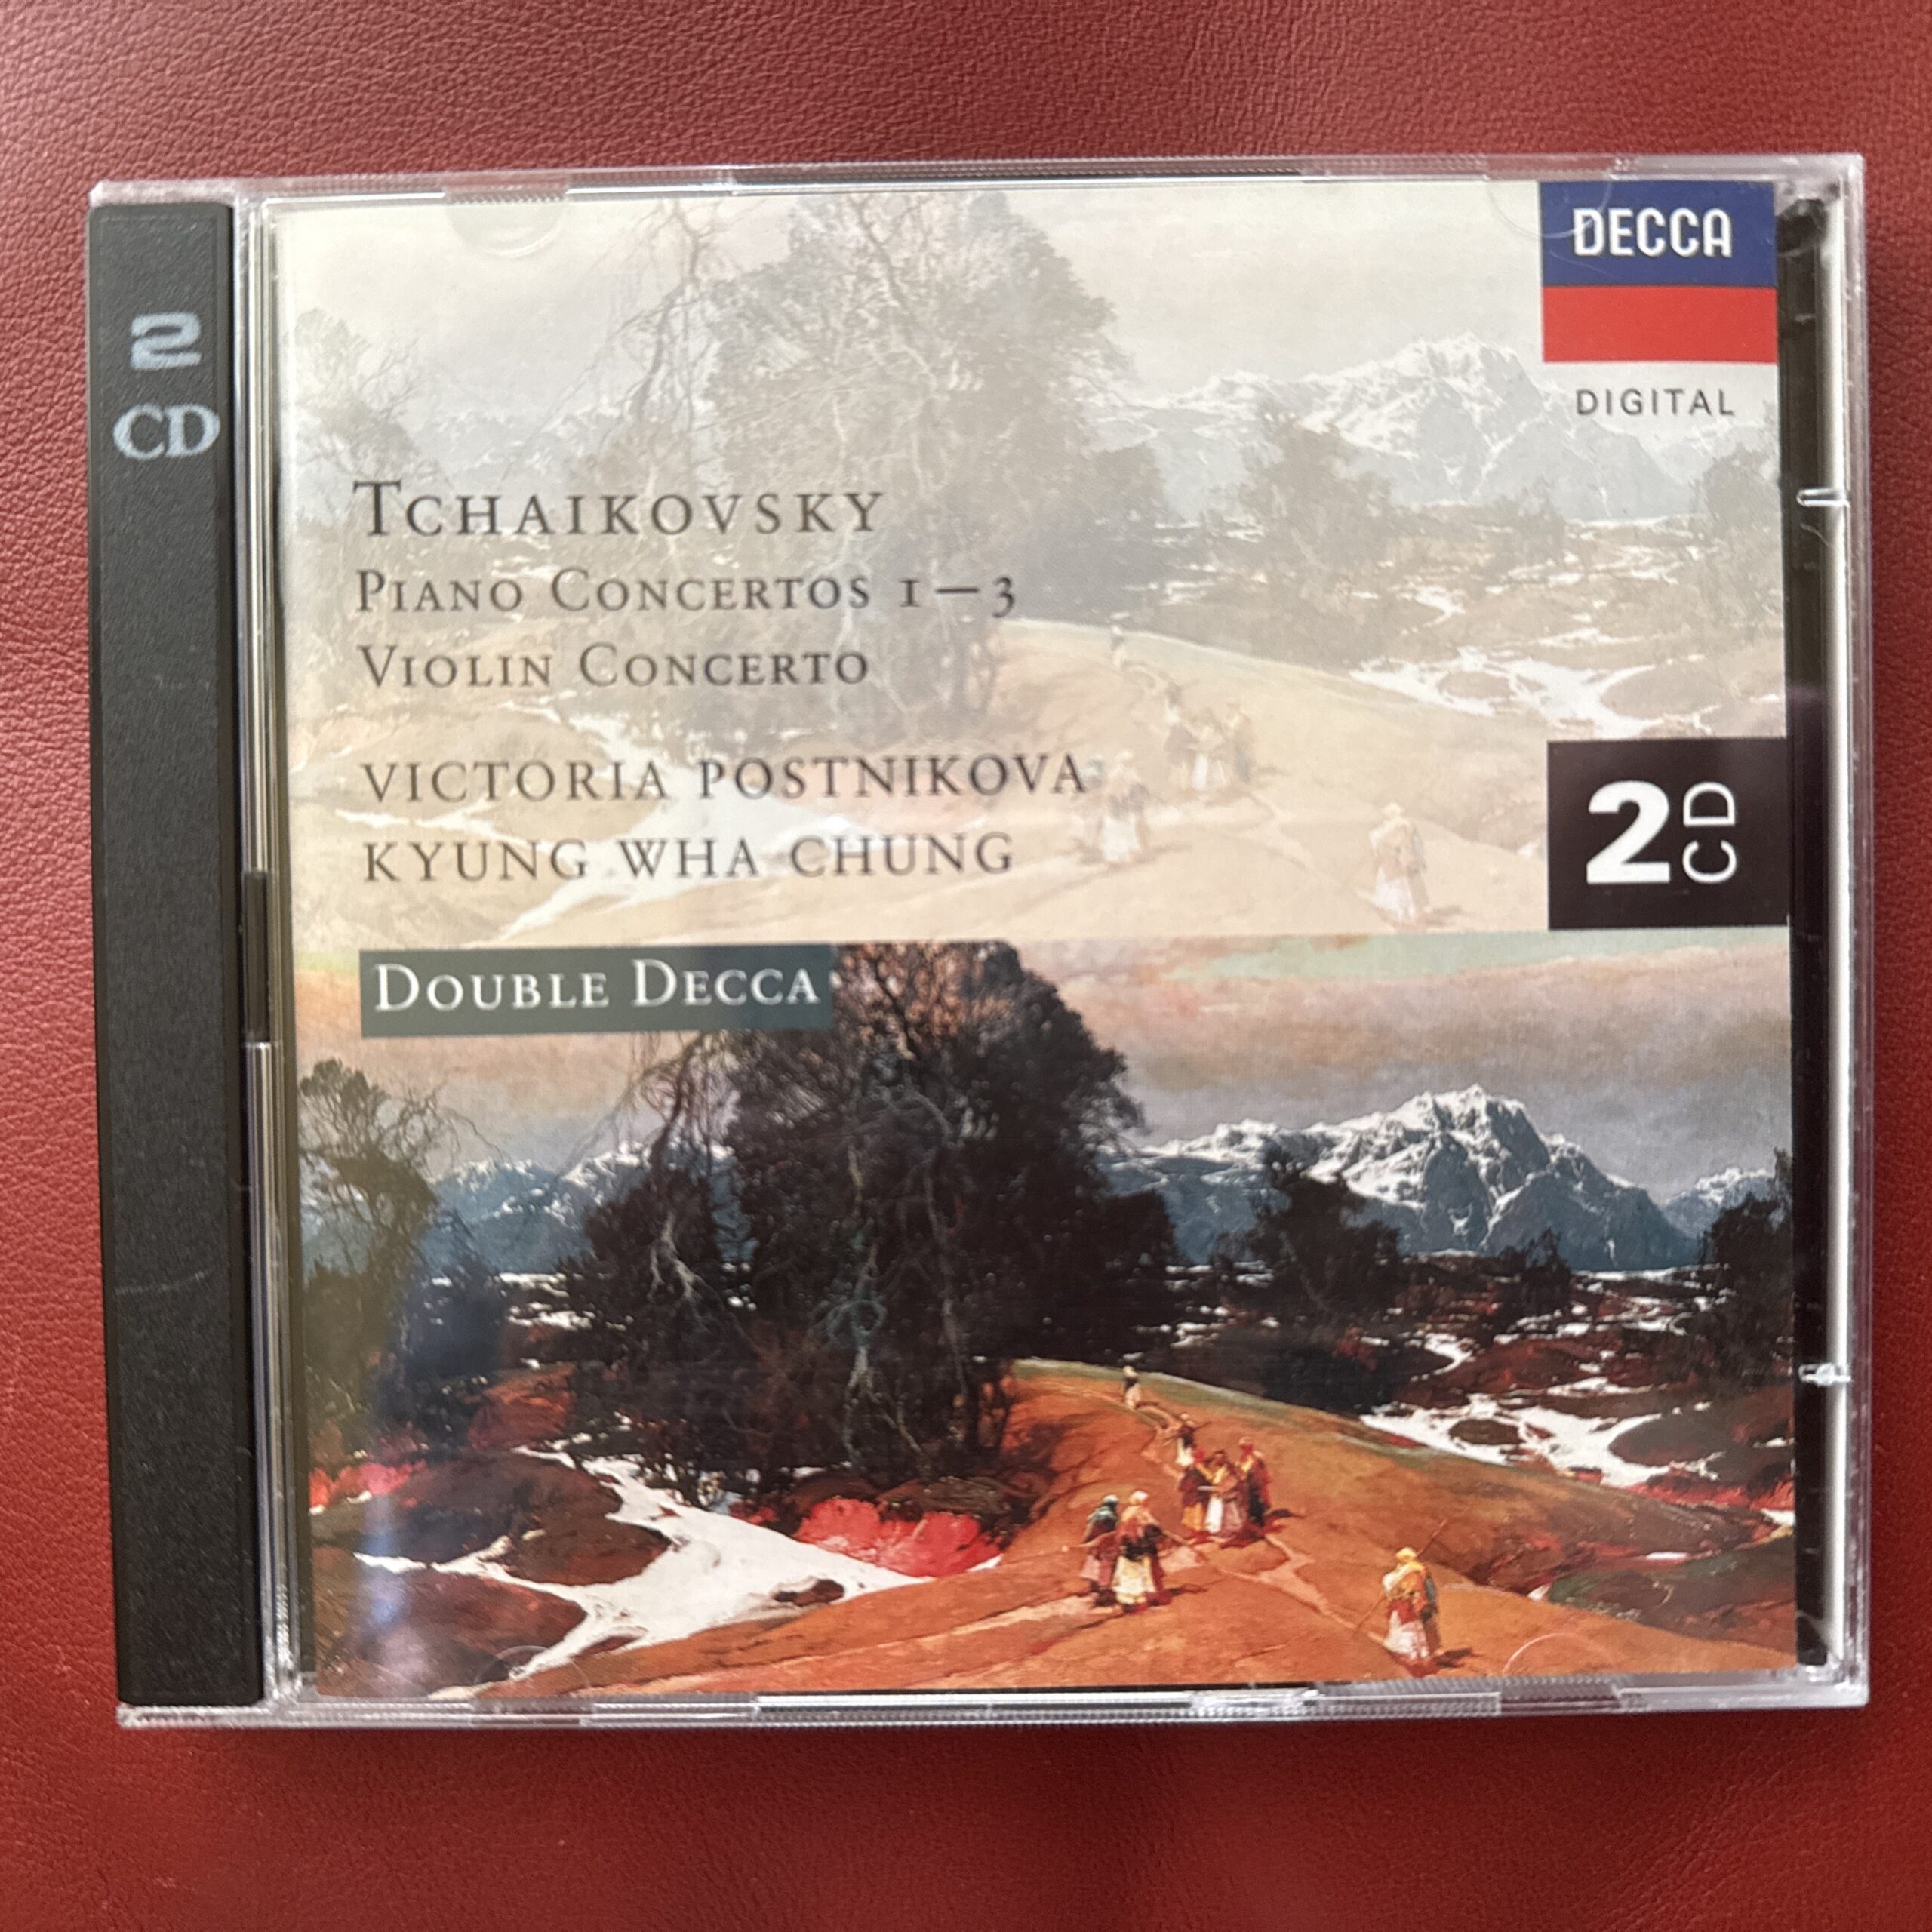 2
CD
DECCA
DIGITAL
TCHAIKOVSKY
PIANO CONCERTOS 1–3
VIOLIN CONCERTO
VICTORIA POSTNIKOVA
KYUNG WHA CHUNG
2 CD
DOUBLE DECCA